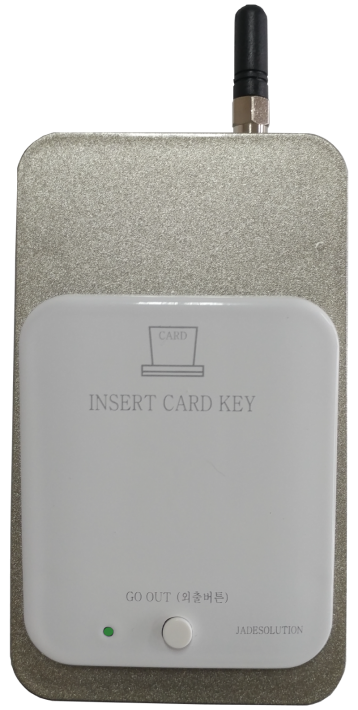 CARD
INSERT CARD KEY
GO OUT (외출버튼)
JADESOLUTION